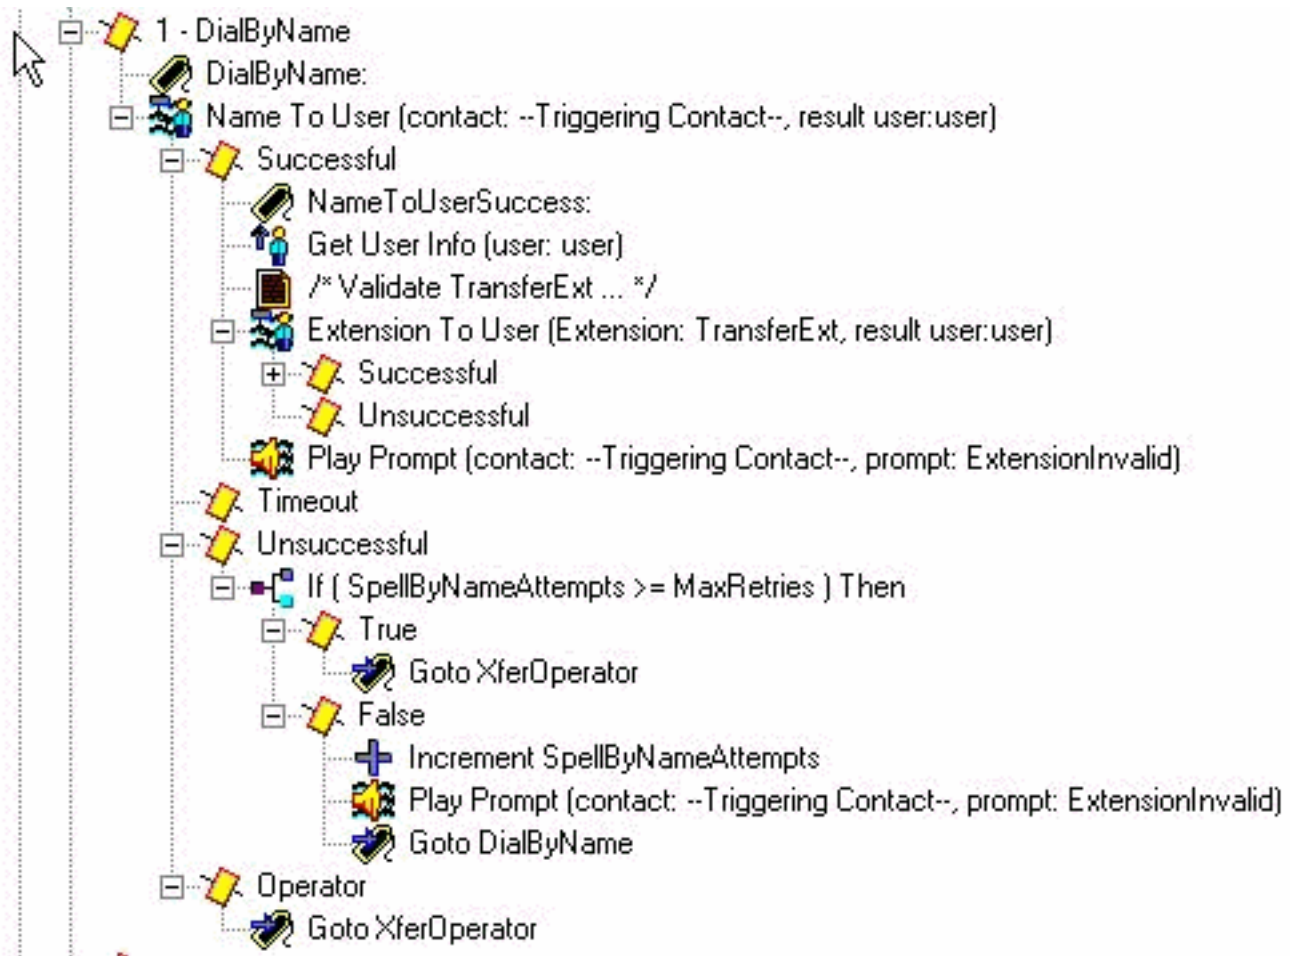 1 - DialByName
DialByName:
Name To User (contact: --Triggering Contact--, result user:user)
Successful
NameToUserSuccess:
Get User Info (user: user)
/* Validate TransferExt ... */
Extension To User (Extension: TransferExt, result user:user)
Successful
Unsuccessful
Play Prompt (contact: --Triggering Contact--, prompt: ExtensionInvalid)
Timeout
Unsuccessful
If ( SpellByNameAttempts >= MaxRetries ) Then
True
Goto XferOperator
False
Increment SpellByNameAttempts
Play Prompt (contact: --Triggering Contact--, prompt: ExtensionInvalid)
Goto DialByName
Operator
Goto XferOperator